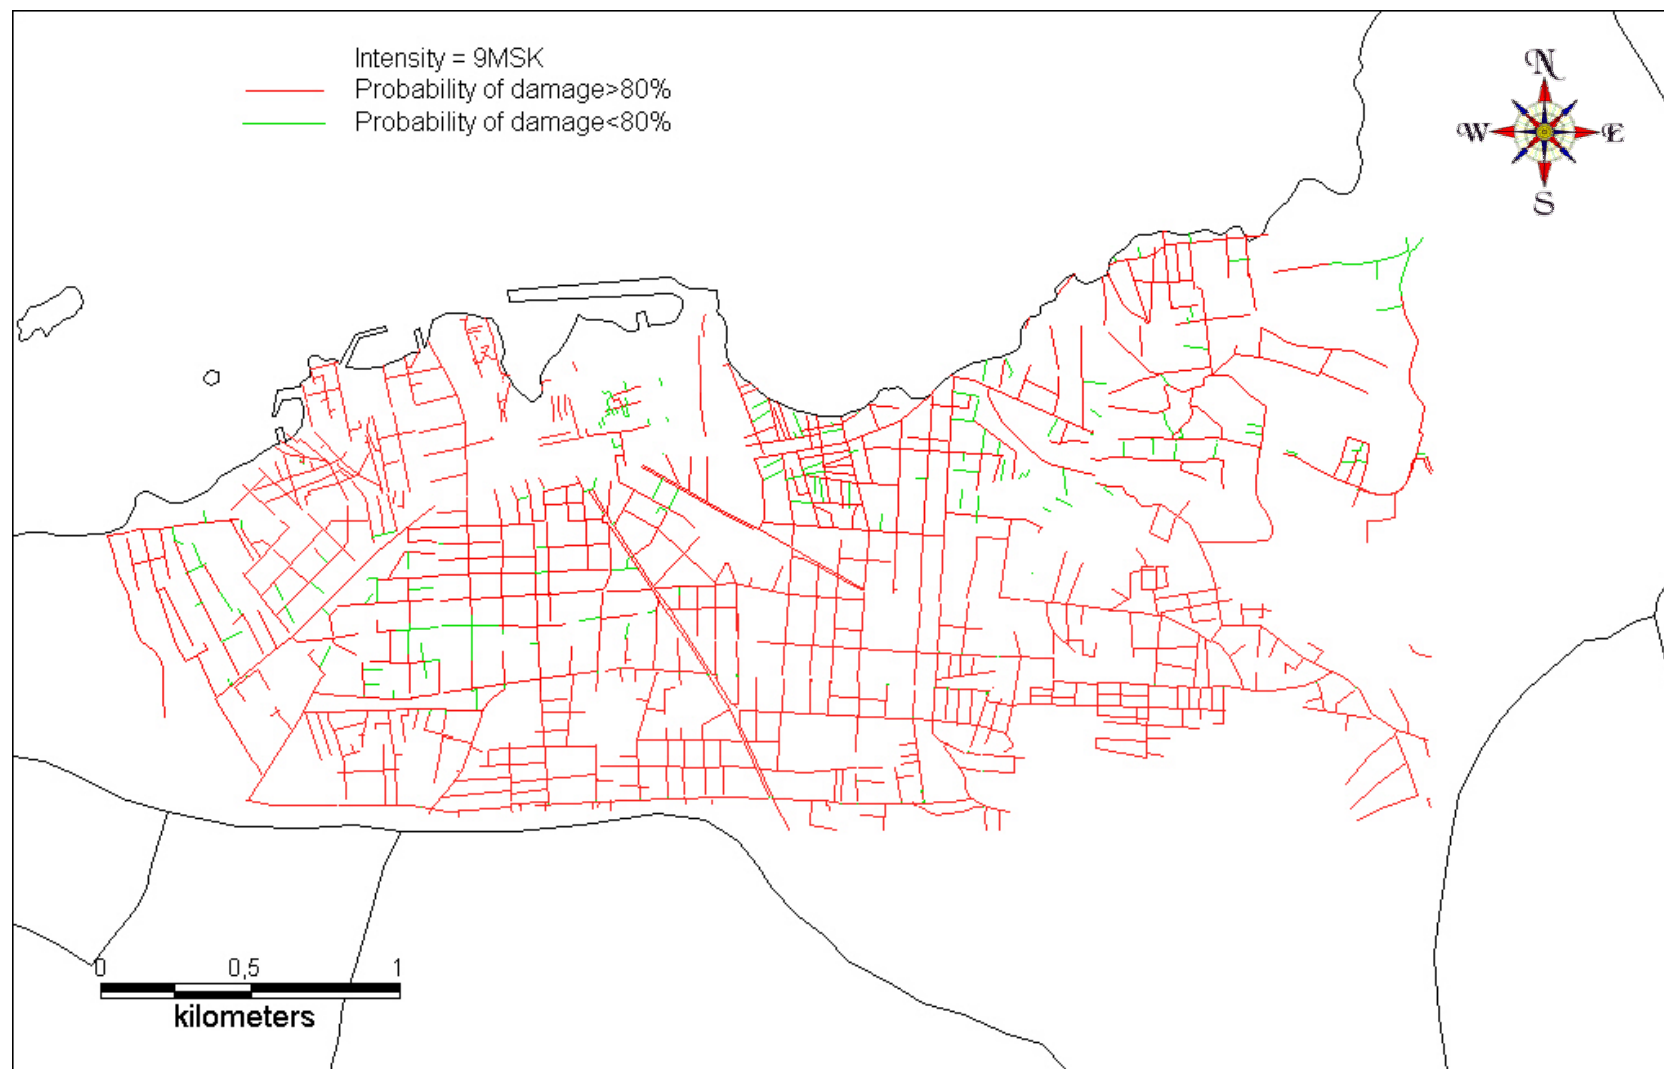 Intensity = 9MSK
Probability of damage>80%
Probability of damage<80%
N
W E
S
0 0,5 1
kilometers